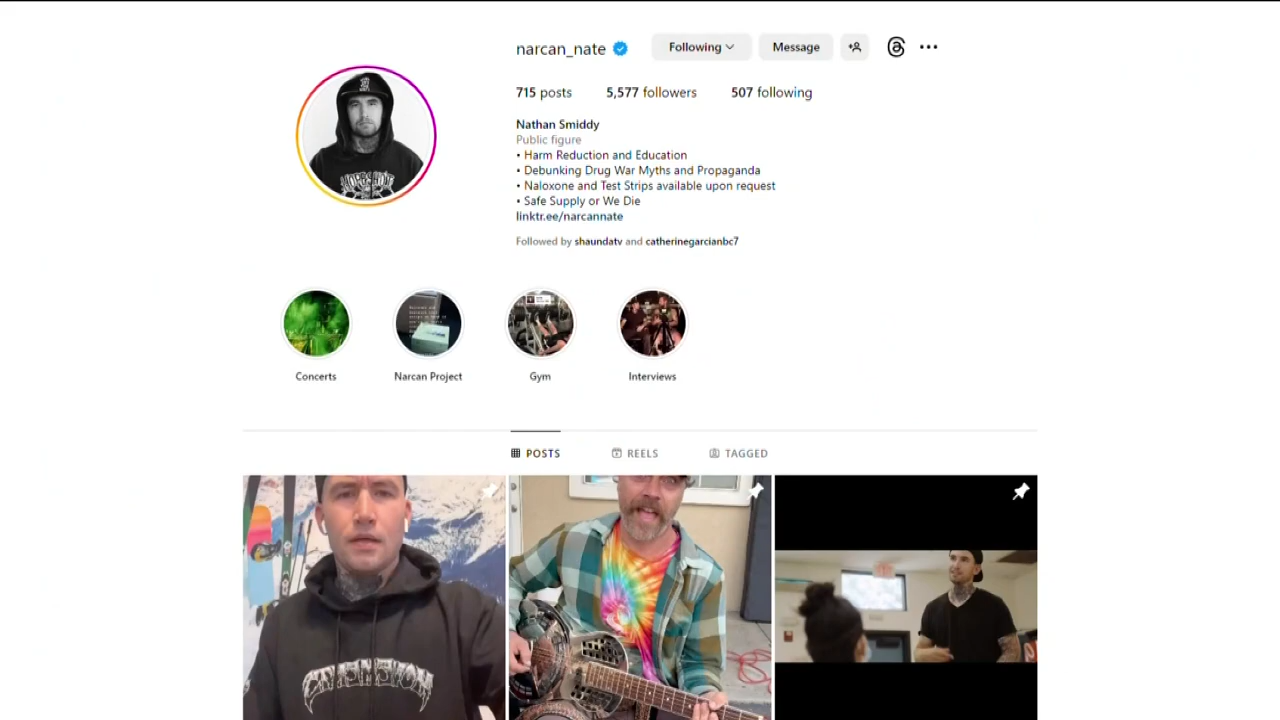 narcan_nate Following Message
715 posts 5,577 followers 507 following
Nathan Smiddy
Public figure
• Harm Reduction and Education
• Debunking Drug War Myths and Propaganda
• Naloxone and Test Strips available upon request
• Safe Supply or We Die
linktr.ee/narcannate
Followed by shaundatv and catherinegarcianbc7
Concerts Narcan Project Gym Interviews
POSTS REELS TAGGED